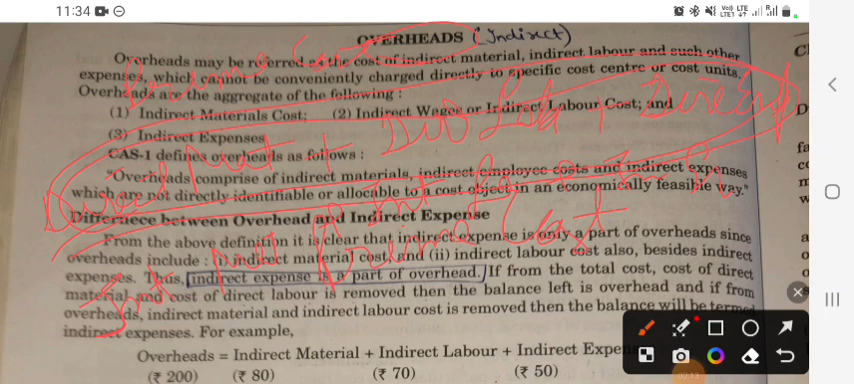 11:34
OVERHEADS (Indirect)
Overheads may be referred as the cost of indirect material, indirect labour and such other
expenses, which cannot be conveniently charged directly to specific cost centre or cost units.
Overheads are the aggregate of the following :
(1) Indirect Materials Cost; (2) Indirect Wages or Indirect Labour Cost; and
(3) Indirect Expenses
CAS-1 defines overheads as follows :
"Overheads comprise of indirect materials, indirect employee costs and indirect expenses
which are not directly identifiable or allocable to a cost object in an economically feasible way."
Differnece between Overhead and Indirect Expense
From the above definition it is clear that indirect expense is only a part of overheads since
overheads include : (i) indirect material cost and (ii) indirect labour cost also, besides indirect
expenses. Thus, indirect expense is a part of overhead. If from the total cost, cost of direct
material and cost of direct labour is removed then the balance left is overhead and if from
overheads, indirect material and indirect labour cost is removed then the balance will be termed
indirect expenses. For example,
Overheads = Indirect Material + Indirect Labour + Indirect Expen
(₹ 200) (₹ 80) (₹ 70) (₹ 50)
Prime Cost
02:13